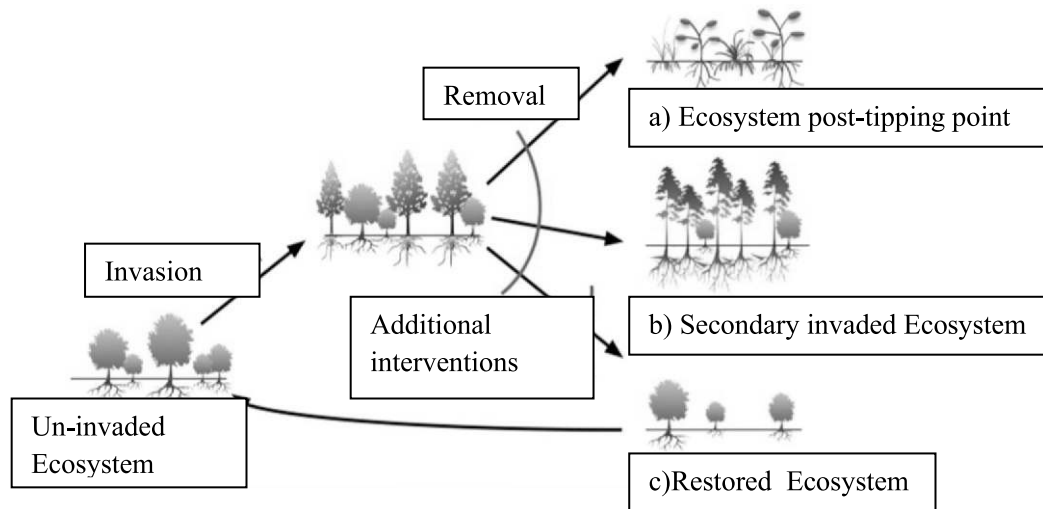 Removal
a) Ecosystem post-tipping point
Invasion
Additional
interventions
b) Secondary invaded Ecosystem
Un-invaded
Ecosystem
c)Restored Ecosystem